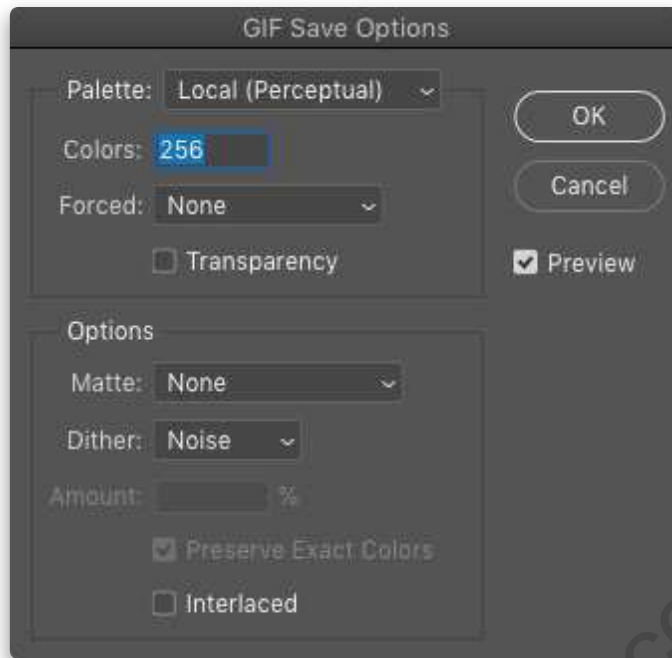 GIF Save Options
Palette: Local (Perceptual)
OK
Colors: 256
Cancel
Forced: None
Transparency
Preview
Options
Matte: None
Dither: Noise
Amount: %
Preserve Exact Colors
Interlaced